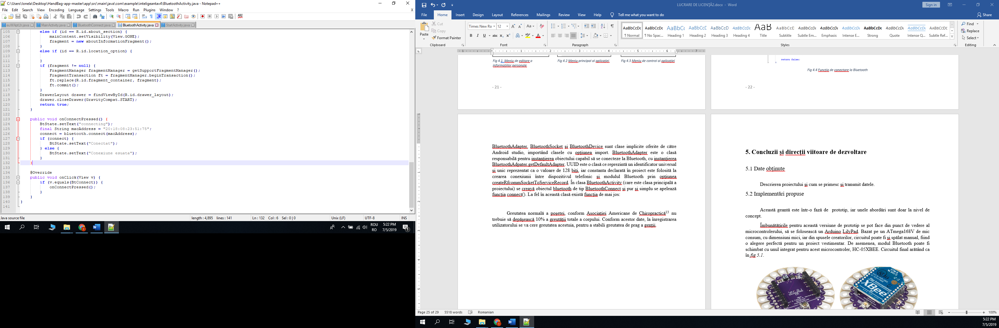 C:\Users\Ionela\Desktop\HandBag-app-master\app\src\main\java\com\example\inteligeantav4\BluetoothActivity.java - Notepad++
File Edit Search View Encoding Language Settings Tools Macro Run Plugins Window ? X
euWAptLh.java MainActivity.java BluetoothConnect.java BluetoothActivity.java StartActivity.java
105 else if (id == R.id.about_section) {
106 mainContent.setVisibility(View.GONE);
107 fragment = new aboutInformationFragment();
108 }
109 else if (id == R.id.location_option) {
110
111 }
112 if (fragment != null) {
113 FragmentManager fragmentManager = getSupportFragmentManager();
114 FragmentTransaction ft = fragmentManager.beginTransaction();
115 ft.replace(R.id.fragment_container, fragment);
116 ft.commit();
117 }
118 DrawerLayout drawer = findViewById(R.id.drawer_layout);
119 drawer.closeDrawer(GravityCompat.START);
120 return true;
121 }
122
123 public void onConnectPressed() {
124 BtState.setText("connecting");
125 final String macAddress = "20:18:08:23:51:75";
126 connect = bluetooth.connect(macAddress);
127 if (connect) {
128 BtState.setText("Conectat");
129 } else {
130 BtState.setText("Conexiune esuata");
131 }
132 }
133
134 @Override
135 public void onClick(View v) {
136 if (v.equals(BtConnect)) {
137 onConnectPressed();
138 }
139 }
140 }
141
Java source file length : 4,895 lines : 141 Ln : 132 Col : 6 Sel : 0 | 0 Unix (LF) UTF-8 INS
ROU RO 5:22 PM 7/5/2019
LUCRARE DE LICENȚĂ2.docx - Word
Sign in
File Home Insert Design Layout References Mailings Review View Help Tell me what you want to do Share
Paste Cut Copy Format Painter
Clipboard
Times New Ro 12
Font
Paragraph
AaBbCcDc AaBbCcDc AaBbCc AaBbCcE AaBbCcD AaBbCcD AaB AaBbCcD AaBbCcDc AaBbCcDc AaBbCcDc AaBbCcDc AaBbCcDc AaBbCcDc AABBCCDE
¶ Normal ¶ No Spac... Heading 1 Heading 2 Heading 3 Heading 4 Title Subtitle Subtle Em... Emphasis Intense E... Strong Quote Intense Q... Subtle Ref...
Styles
Find
Replace
Select
Editing
Fig 4.1 Meniu de editare a informațiilor personale
Fig 4.2 Meniu principal al aplicației
Fig 4.3 Meniu de control al aplicației
- 21 -
return false;
}
Fig 4.4 Funcția de conectare la Bluetooth
- 22 -
BluetoothAdapter, BluetoothSocket și BluetoothDevice sunt clase implicite oferite de către
Android studio, importând clasele cu opțiunea import. BluetoothAdapter este o clasă
responsabilă pentru instanțierea obiectului capabil să se conecteze la Bluetooth, cu instanțierea
BluetoothAdpater.getDefaultAdapter. UUID este o clasă ce reprezintă un identificator universal
și unic reprezentat ca o valoare de 128 biți, iar constanta declarată în proiect este folosită la
crearea conexiunii între dispozitivul telefonic și modulul Bluetooth prin opțiunea
createRfcommSocketToServiceRecord. În clasa BluetoothActivity (care este clasa principală a
proiectului) se creavă obiectul bluetooth de tip BluetoothConnect și pur și simplu se apelează
funcția connect(). La fel în această clasă există funcția de mai jos:
Greutatea normală a poșetei, conform Asociației Americane de Chiropractică13 nu
trebuie să depășească 10% a greutății totale a corpului. Conform acestor date, la înregistrarea
utilizatorului se va cere greutatea acestuia, pentru a stabili greutatea de prag a genții.
5. Concluzii și direcții viitoare de dezvoltare
5.1 Date obținute
Descrierea proiectului și cum se primesc și transmit datele.
5.2 Implementări propuse
Această geantă este într-o fază de prototip, iar unele abordări sunt doar la nivel de
concept.
Îmbunătățirile pentru această versiune de prototip se pot face din punct de vedere al
microcontrolerului, să se folosească un Arduino LilyPad. Bazat pe un ATmega168V de mic
consum, cu dimensiuni mici, iar din spusele creatorilor, circuitul poate fi și spălat manual, fiind
o alegere perfectă pentru un proiect vestimentar. De asemenea, modul Bluetooth poate fi
schimbat cu unul integrat pentru acest microcontroler, HC-05XBEE. Circuitul final arătând ca
în fig 5.1.
LilyPad
Digi International
XBee
Page 25 of 29 5518 words Romanian 100%
5:22 PM
7/5/2019